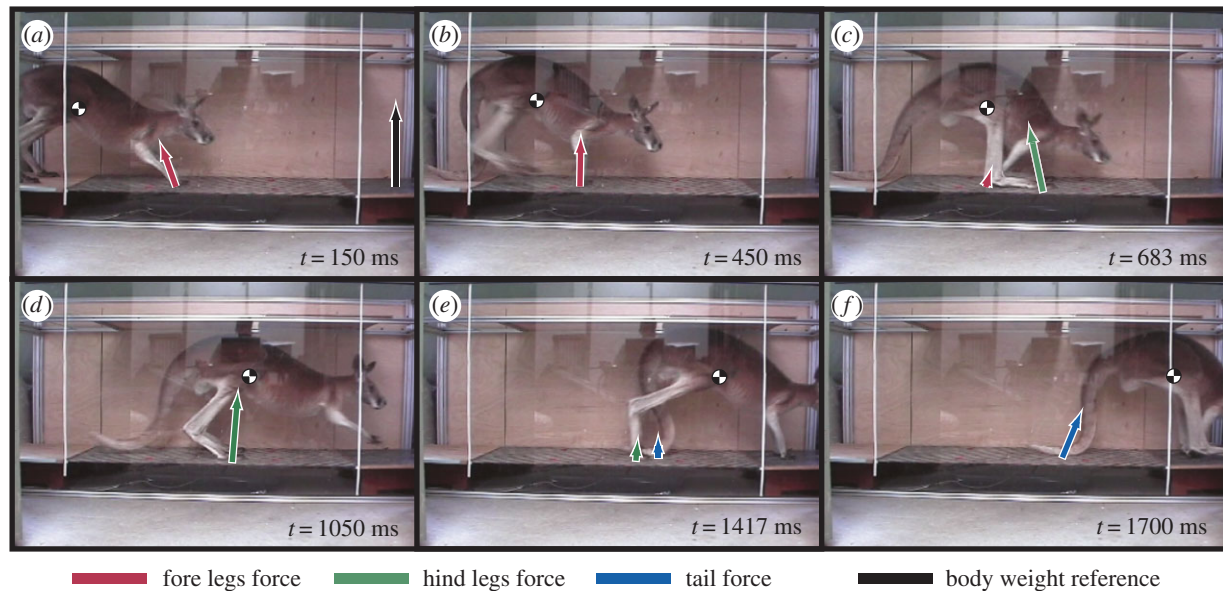 (a)
(b)
(c)
t = 150 ms
t = 450 ms
t = 683 ms
(d)
(e)
(f)
t = 1050 ms
t = 1417 ms
t = 1700 ms
fore legs force
hind legs force
tail force
body weight reference